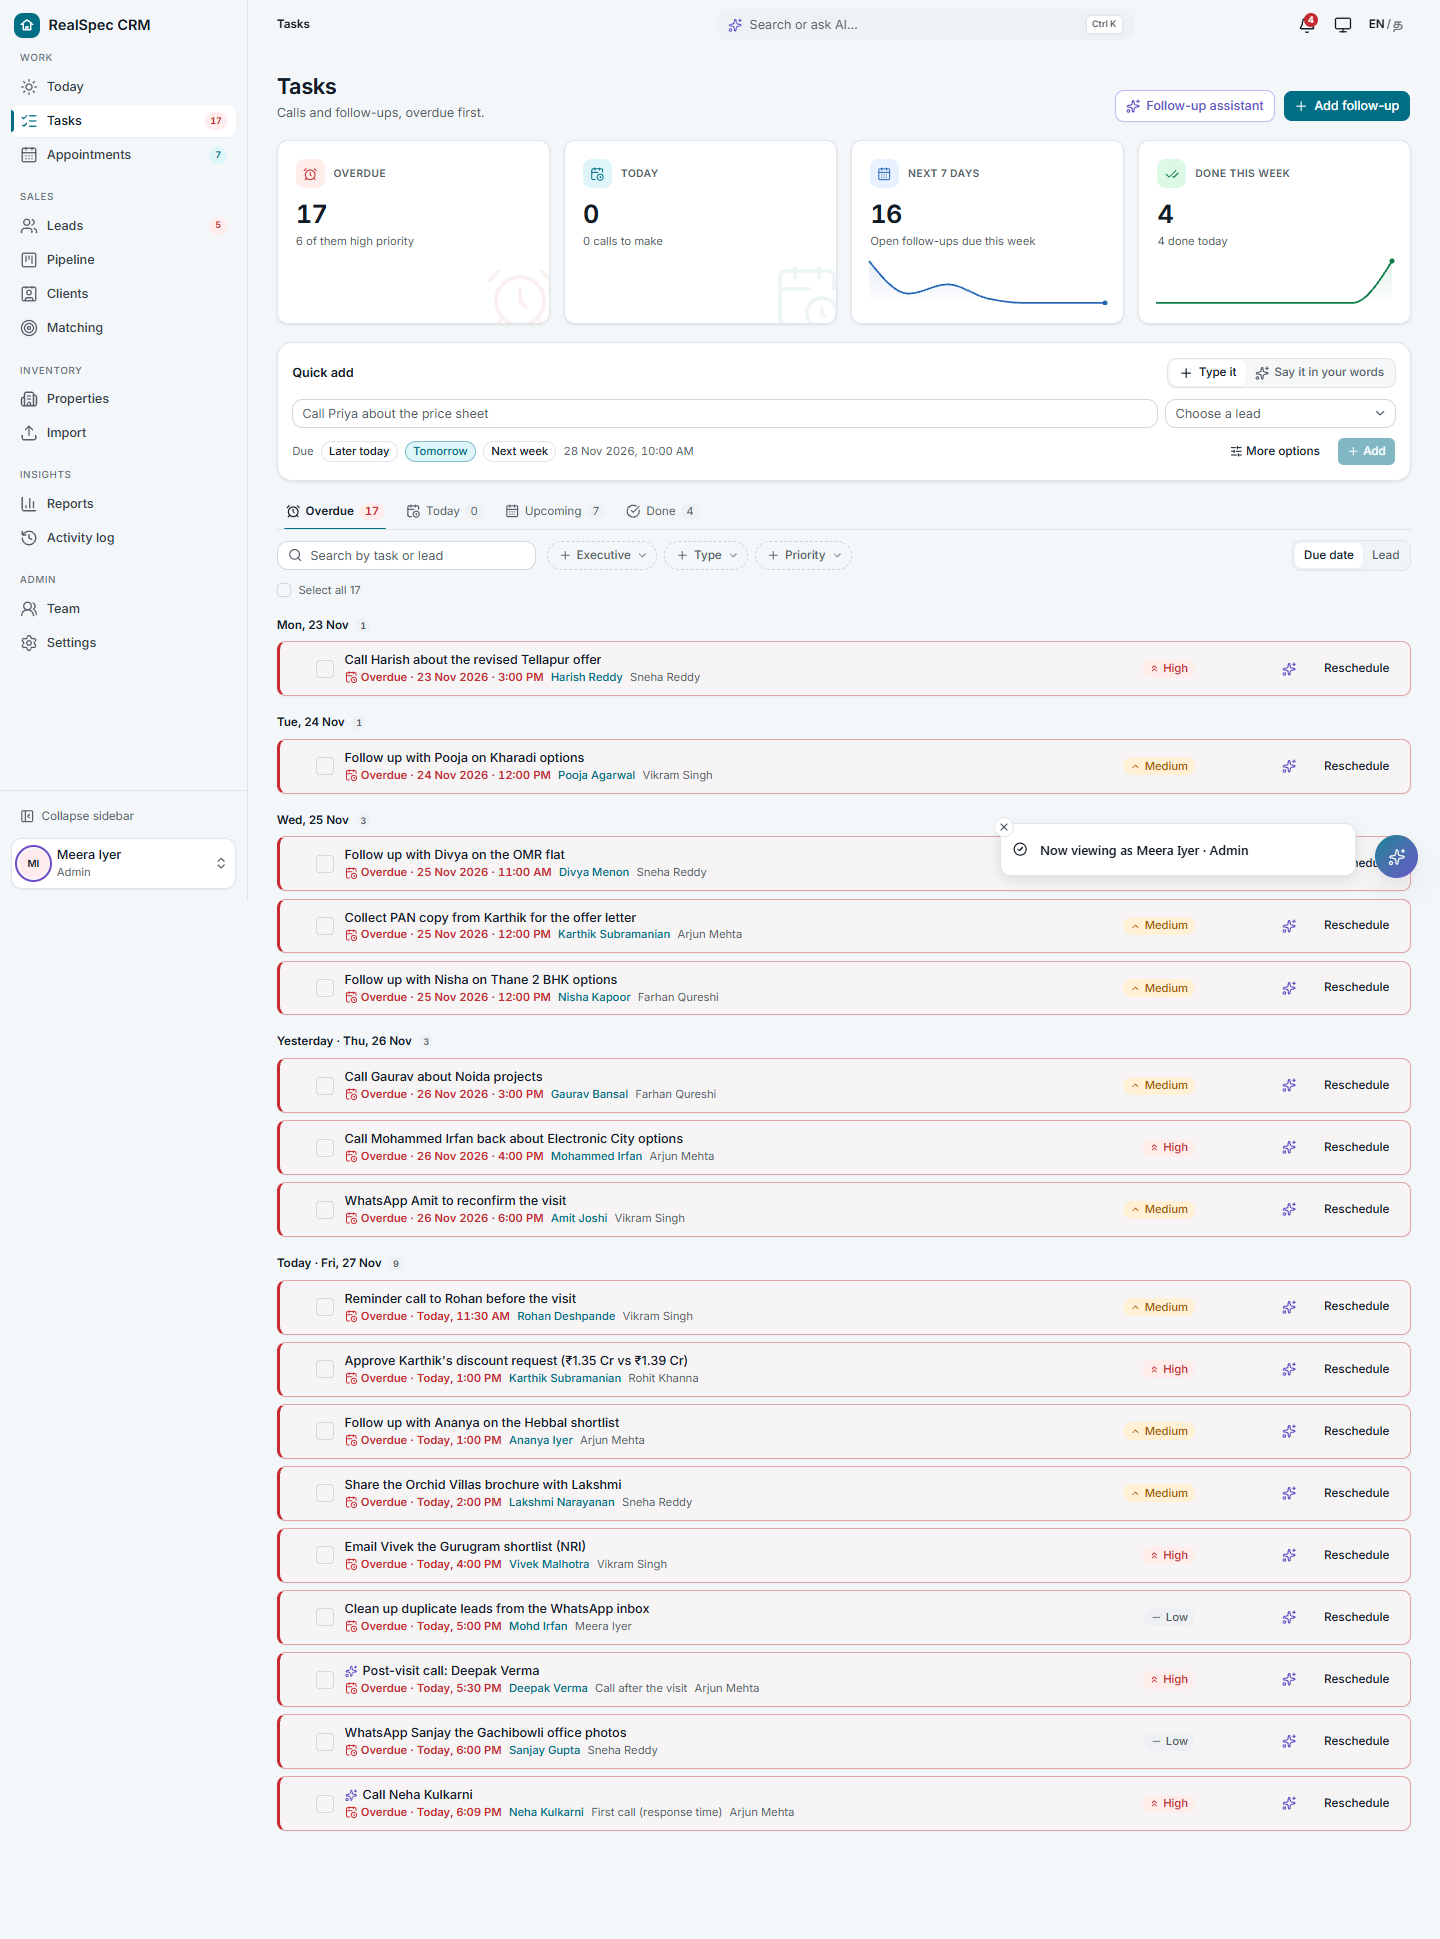 RealSpec CRM
WORK
Today
Tasks 17
Appointments 7
SALES
Leads 5
Pipeline
Clients
Matching
INVENTORY
Properties
Import
INSIGHTS
Reports
Activity log
ADMIN
Team
Settings
Collapse sidebar
MI
Meera Iyer
Admin
Tasks
Search or ask AI... Ctrl K
4
EN / த
Tasks
Calls and follow-ups, overdue first.
Follow-up assistant
Add follow-up
OVERDUE
17
6 of them high priority
TODAY
0
0 calls to make
NEXT 7 DAYS
16
Open follow-ups due this week
DONE THIS WEEK
4
4 done today
Quick add
Type it
Say it in your words
Call Priya about the price sheet
Choose a lead
Due Later today Tomorrow Next week 28 Nov 2026, 10:00 AM
More options
Add
Overdue 17 Today 0 Upcoming 7 Done 4
Search by task or lead
Executive Type Priority
Due date Lead
Select all 17
Mon, 23 Nov 1
Call Harish about the revised Tellapur offer
Overdue · 23 Nov 2026 · 3:00 PM Harish Reddy Sneha Reddy
High
Reschedule
Tue, 24 Nov 1
Follow up with Pooja on Kharadi options
Overdue · 24 Nov 2026 · 12:00 PM Pooja Agarwal Vikram Singh
Medium
Reschedule
Wed, 25 Nov 3
Follow up with Divya on the OMR flat
Overdue · 25 Nov 2026 · 11:00 AM Divya Menon Sneha Reddy
Now viewing as Meera Iyer · Admin
Collect PAN copy from Karthik for the offer letter
Overdue · 25 Nov 2026 · 12:00 PM Karthik Subramanian Arjun Mehta
Medium
Reschedule
Follow up with Nisha on Thane 2 BHK options
Overdue · 25 Nov 2026 · 12:00 PM Nisha Kapoor Farhan Qureshi
Medium
Reschedule
Yesterday · Thu, 26 Nov 3
Call Gaurav about Noida projects
Overdue · 26 Nov 2026 · 3:00 PM Gaurav Bansal Farhan Qureshi
Medium
Reschedule
Call Mohammed Irfan back about Electronic City options
Overdue · 26 Nov 2026 · 4:00 PM Mohammed Irfan Arjun Mehta
High
Reschedule
WhatsApp Amit to reconfirm the visit
Overdue · 26 Nov 2026 · 6:00 PM Amit Joshi Vikram Singh
Medium
Reschedule
Today · Fri, 27 Nov 9
Reminder call to Rohan before the visit
Overdue · Today, 11:30 AM Rohan Deshpande Vikram Singh
Medium
Reschedule
Approve Karthik's discount request (₹1.35 Cr vs ₹1.39 Cr)
Overdue · Today, 1:00 PM Karthik Subramanian Rohit Khanna
High
Reschedule
Follow up with Ananya on the Hebbal shortlist
Overdue · Today, 1:00 PM Ananya Iyer Arjun Mehta
Medium
Reschedule
Share the Orchid Villas brochure with Lakshmi
Overdue · Today, 2:00 PM Lakshmi Narayanan Sneha Reddy
Medium
Reschedule
Email Vivek the Gurugram shortlist (NRI)
Overdue · Today, 4:00 PM Vivek Malhotra Vikram Singh
High
Reschedule
Clean up duplicate leads from the WhatsApp inbox
Overdue · Today, 5:00 PM Mohd Irfan Meera Iyer
Low
Reschedule
Post-visit call: Deepak Verma
Overdue · Today, 5:30 PM Deepak Verma Call after the visit Arjun Mehta
High
Reschedule
WhatsApp Sanjay the Gachibowli office photos
Overdue · Today, 6:00 PM Sanjay Gupta Sneha Reddy
Low
Reschedule
Call Neha Kulkarni
Overdue · Today, 6:09 PM Neha Kulkarni First call (response time) Arjun Mehta
High
Reschedule